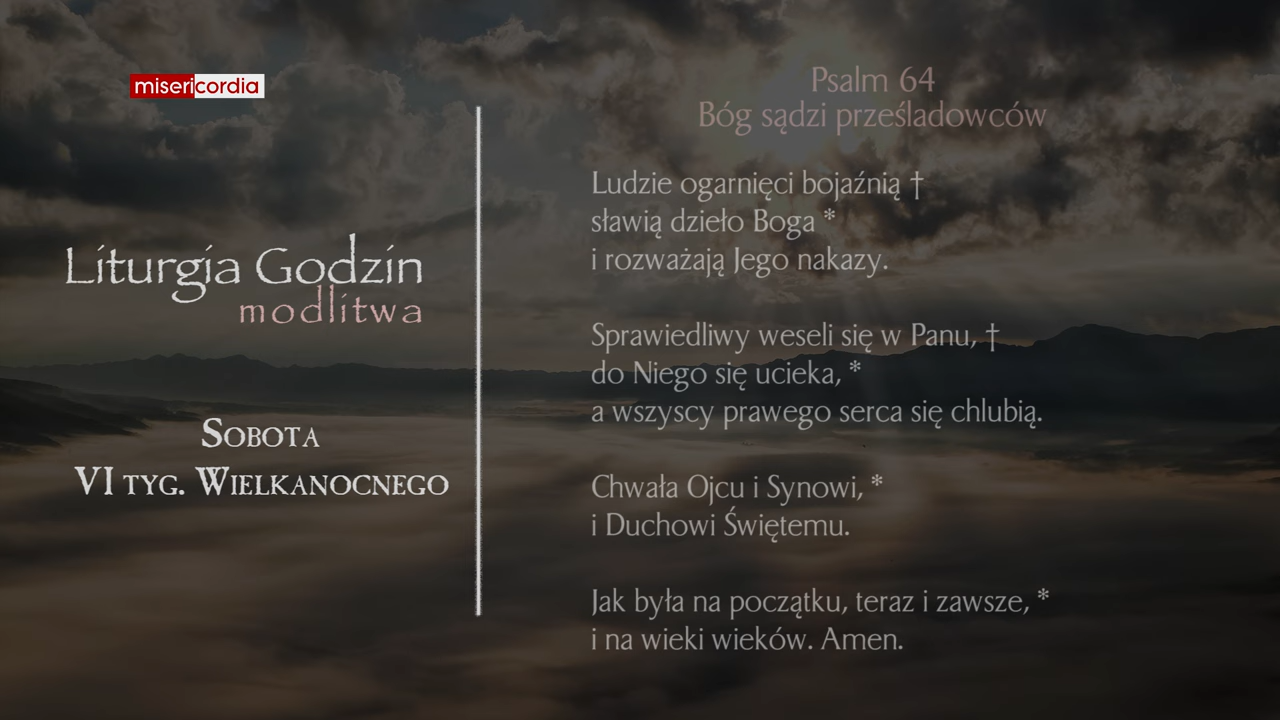 misericordia
Liturgia Godzin
modlitwa
Sobota
VI tyg. Wielkanocnego
Psalm 64
Bóg sądzi prześladowców
Ludzie ogarnięci bojaźnią †
sławią dzieło Boga *
i rozważają Jego nakazy.
Sprawiedliwy weseli się w Panu, †
do Niego się ucieka, *
a wszyscy prawego serca się chlubią.
Chwała Ojcu i Synowi, *
i Duchowi Świętemu.
Jak była na początku, teraz i zawsze, *
i na wieki wieków. Amen.